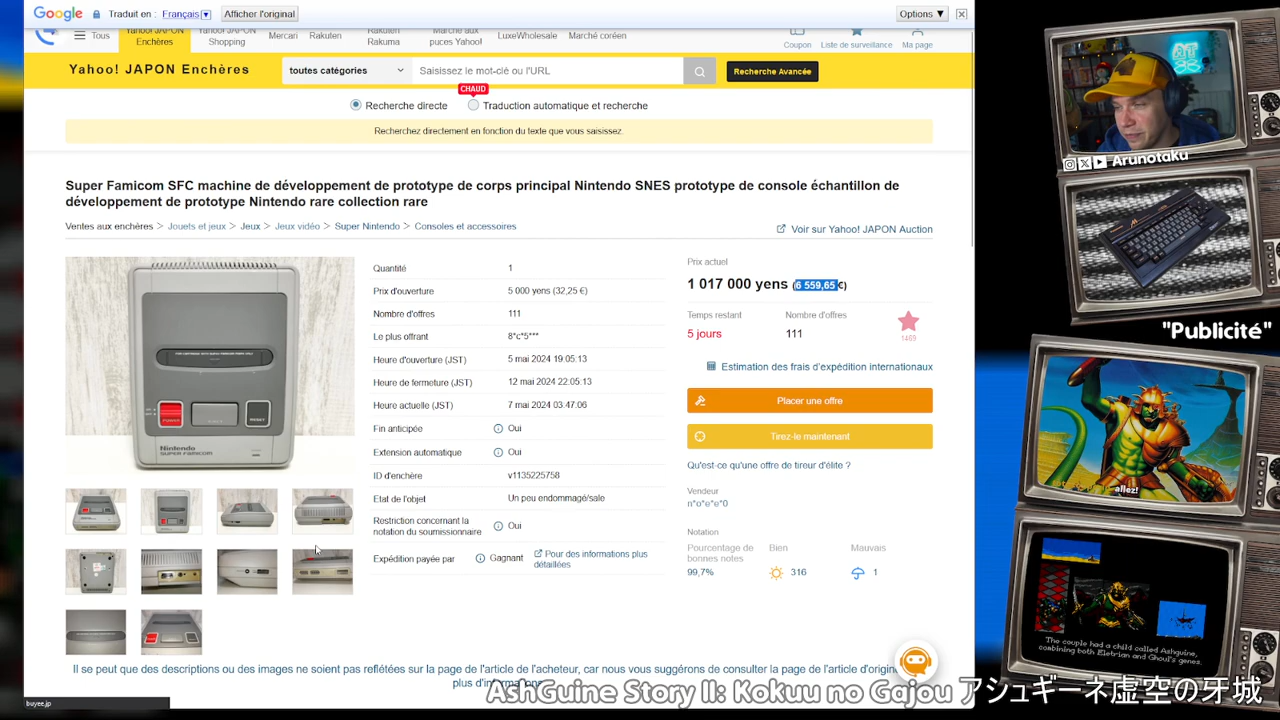 Google Traduit en : Français Afficher l'original Options ▼
Tous
Yahoo! JAPON Enchères
Yahoo! JAPON Shopping
Mercari
Rakuten
Rakuten Rakuma
Marché aux puces Yahoo!
LuxeWholesale
Marché coréen
Coupon
Liste de surveillance
Ma page
Yahoo! JAPON Enchères
toutes catégories
Saisissez le mot-clé ou l'URL
Recherche Avancée
CHAUD
Recherche directe
Traduction automatique et recherche
Recherchez directement en fonction du texte que vous saisissez.
Super Famicom SFC machine de développement de prototype de corps principal Nintendo SNES prototype de console échantillon de
développement de prototype Nintendo rare collection rare
Ventes aux enchères > Jouets et jeux > Jeux > Jeux vidéo > Super Nintendo > Consoles et accessoires
Voir sur Yahoo! JAPON Auction
Quantité 1
Prix d'ouverture 5 000 yens (32,25 €)
Nombre d'offres 111
Le plus offrant 8*c*5***
Heure d'ouverture (JST) 5 mai 2024 19:05:13
Heure de fermeture (JST) 12 mai 2024 22:05:13
Heure actuelle (JST) 7 mai 2024 03:47:06
Fin anticipée Oui
Extension automatique Oui
ID d'enchère v1135225758
Etat de l'objet Un peu endommagé/sale
Restriction concernant la
notation du soumissionnaire Oui
Expédition payée par Gagnant
Pour des informations plus
détaillées
Prix actuel
1 017 000 yens (6 559,65 €)
Temps restant
5 jours
Nombre d'offres
111
1469
Estimation des frais d'expédition internationaux
Placer une offre
Tirez-le maintenant
Qu'est-ce qu'une offre de tireur d'élite ?
Vendeur
n*o*e*e*0
Notation
Pourcentage de
bonnes notes
99,7%
Bien
316
Mauvais
1
Nintendo
SUPER FAMICOM
POWER
RESET
Il se peut que des descriptions ou des images ne soient pas reflétées sur la page de l'article de l'acheteur, car nous vous suggérons de consulter la page de l'article d'origin
plus d'informations.
buyee.jp
Arunotaku
"Publicité"
allez!
The couple had a child called Ashguine,
combining both Eletrian and Ghoul's genes.
AshGuine Story II: Kokuu no Gajou アシュギーネ虚空の牙城